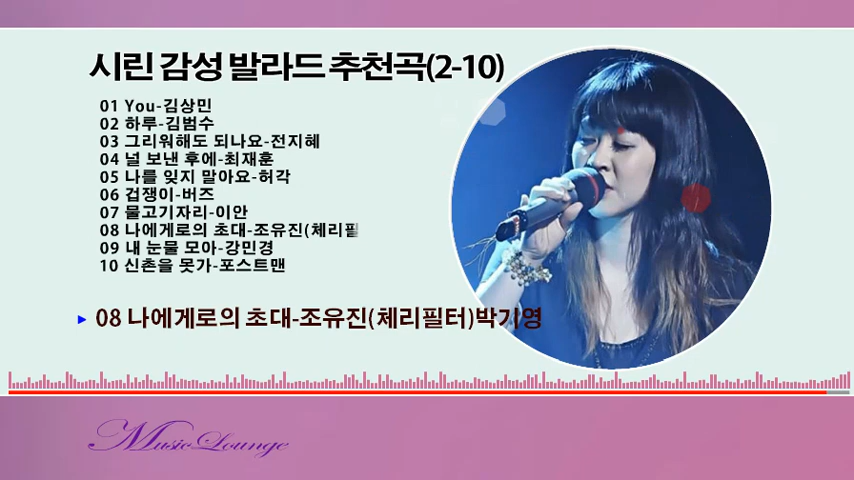 시린 감성 발라드 추천곡(2-10)
01 You-김상민
02 하루-김범수
03 그리워해도 되나요-전지혜
04 널 보낸 후에-최재훈
05 나를 잊지 말아요-허각
06 겁쟁이-버즈
07 물고기자리-이안
08 나에게로의 초대-조유진(체리필
09 내 눈물 모아-강민경
10 신촌을 못가-포스트맨
▶ 08 나에게로의 초대-조유진(체리필터)박기영
Music Lounge